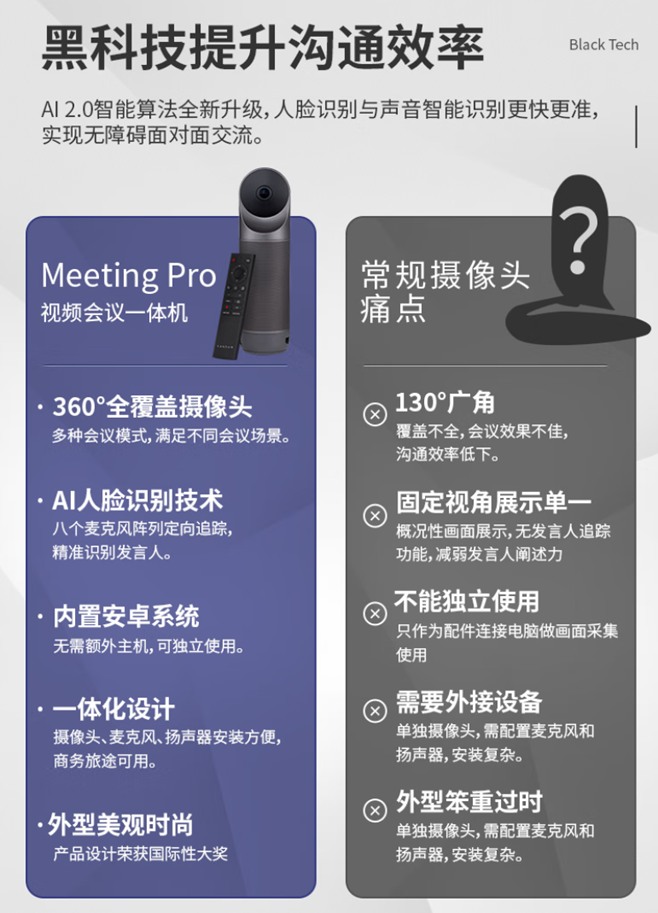 黑科技提升沟通效率
Black Tech
AI 2.0智能算法全新升级，人脸识别与声音智能识别更快更准，
实现无障碍面对面交流。
Meeting Pro
视频会议一体机
· 360°全覆盖摄像头
多种会议模式，满足不同会议场景。
· AI人脸识别技术
八个麦克风阵列定向追踪，
精准识别发言人。
· 内置安卓系统
无需额外主机，可独立使用。
· 一体化设计
摄像头、麦克风、扬声器安装方便，
商务旅途可用。
· 外型美观时尚
产品设计荣获国际性大奖
?
常规摄像头
痛点
130°广角
覆盖不全，会议效果不佳，
沟通效率低下。
固定视角展示单一
概况性画面展示，无发言人追踪
功能，减弱发言人阐述力
不能独立使用
只作为配件连接电脑做画面采集
使用
需要外接设备
单独摄像头，需配置麦克风和
扬声器，安装复杂。
外型笨重过时
单独摄像头，需配置麦克风和
扬声器，安装复杂。